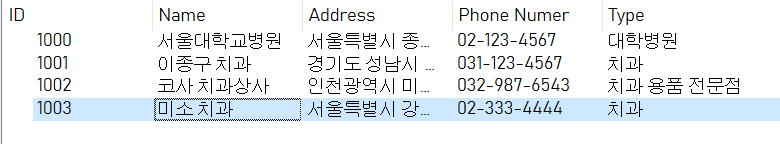 ID Name Address Phone Numer Type
1000 서울대학교병원 서울특별시 종... 02-123-4567 대학병원
1001 이종구 치과 경기도 성남시 ... 031-123-4567 치과
1002 코사 치과상사 인천광역시 미... 032-987-6543 치과 용품 전문점
1003 미소 치과 서울특별시 강... 02-333-4444 치과